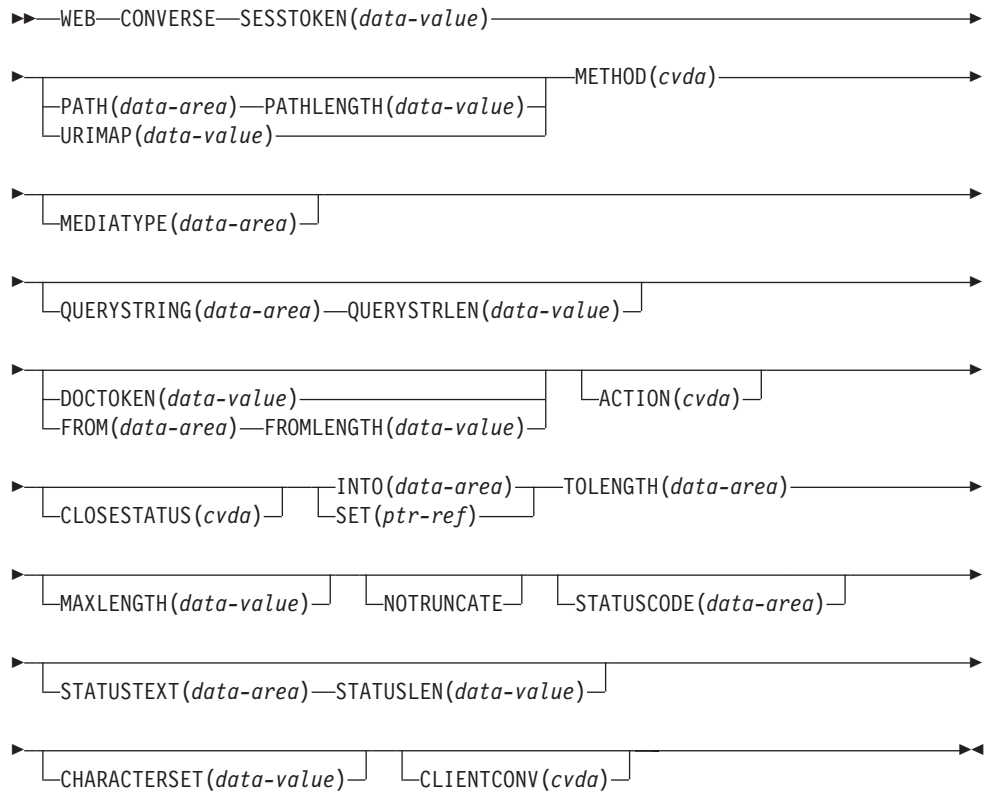 WEB CONVERSE SESSTOKEN(data-value)
METHOD(cvda)
PATH(data-area) PATHLENGTH(data-value)
URIMAP(data-value)
MEDIATYPE(data-area)
QUERYSTRING(data-area) QUERYSTRLEN(data-value)
DOCTOKEN(data-value) ACTION(cvda)
FROM(data-area) FROMLENGTH(data-value)
INTO(data-area) TOLENGTH(data-area)
CLOSESTATUS(cvda) SET(ptr-ref)
MAXLENGTH(data-value) NOTRUNCATE STATUSCODE(data-area)
STATUSTEXT(data-area) STATUSLEN(data-value)
CHARACTERSET(data-value) CLIENTCONV(cvda)